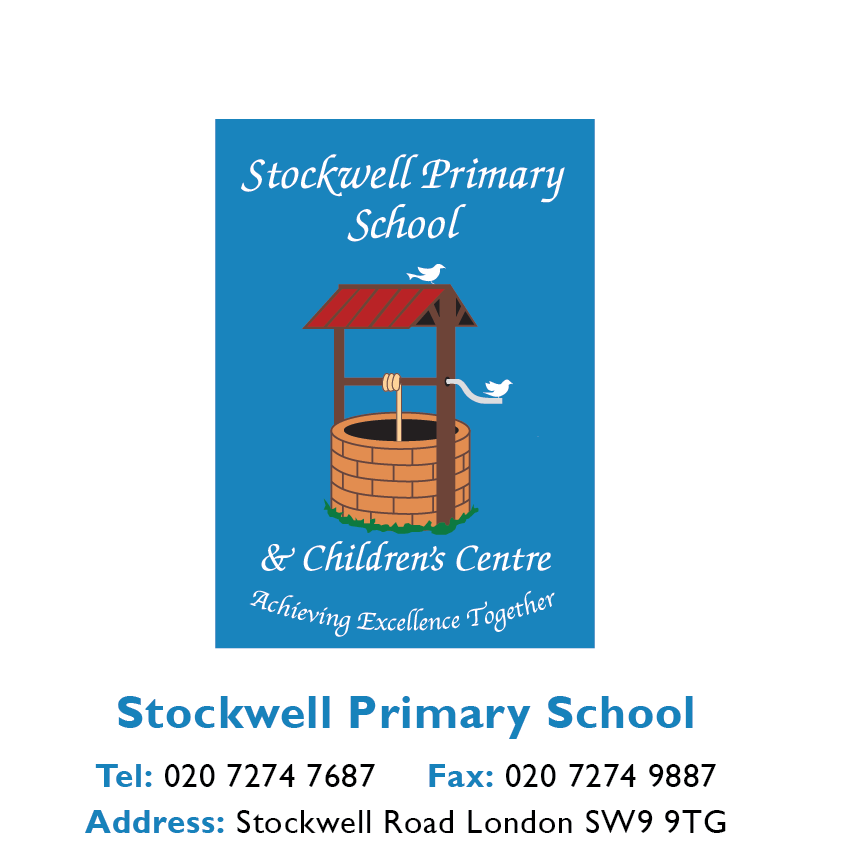 Stockwell Primary
School
& Children's Centre
Achieving Excellence Together
Stockwell Primary School
Tel: 020 7274 7687 Fax: 020 7274 9887
Address: Stockwell Road London SW9 9TG